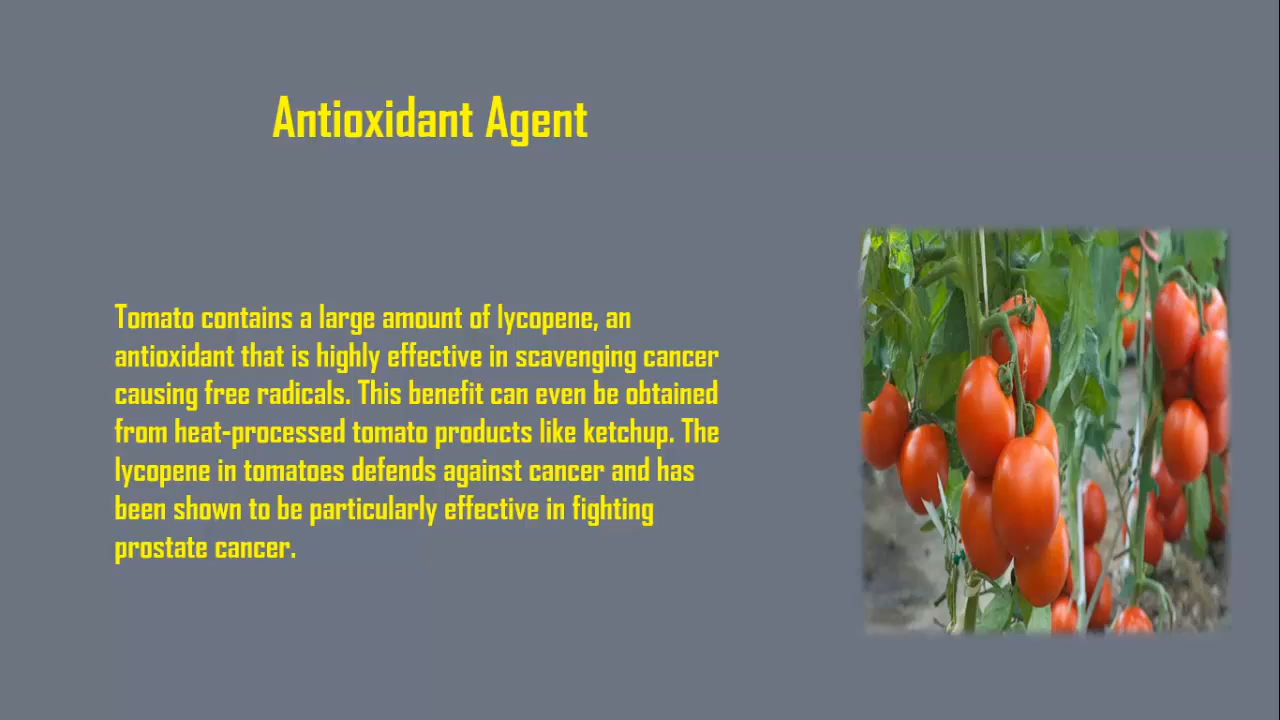 Antioxidant Agent
Tomato contains a large amount of lycopene, an
antioxidant that is highly effective in scavenging cancer
causing free radicals. This benefit can even be obtained
from heat-processed tomato products like ketchup. The
lycopene in tomatoes defends against cancer and has
been shown to be particularly effective in fighting
prostate cancer.